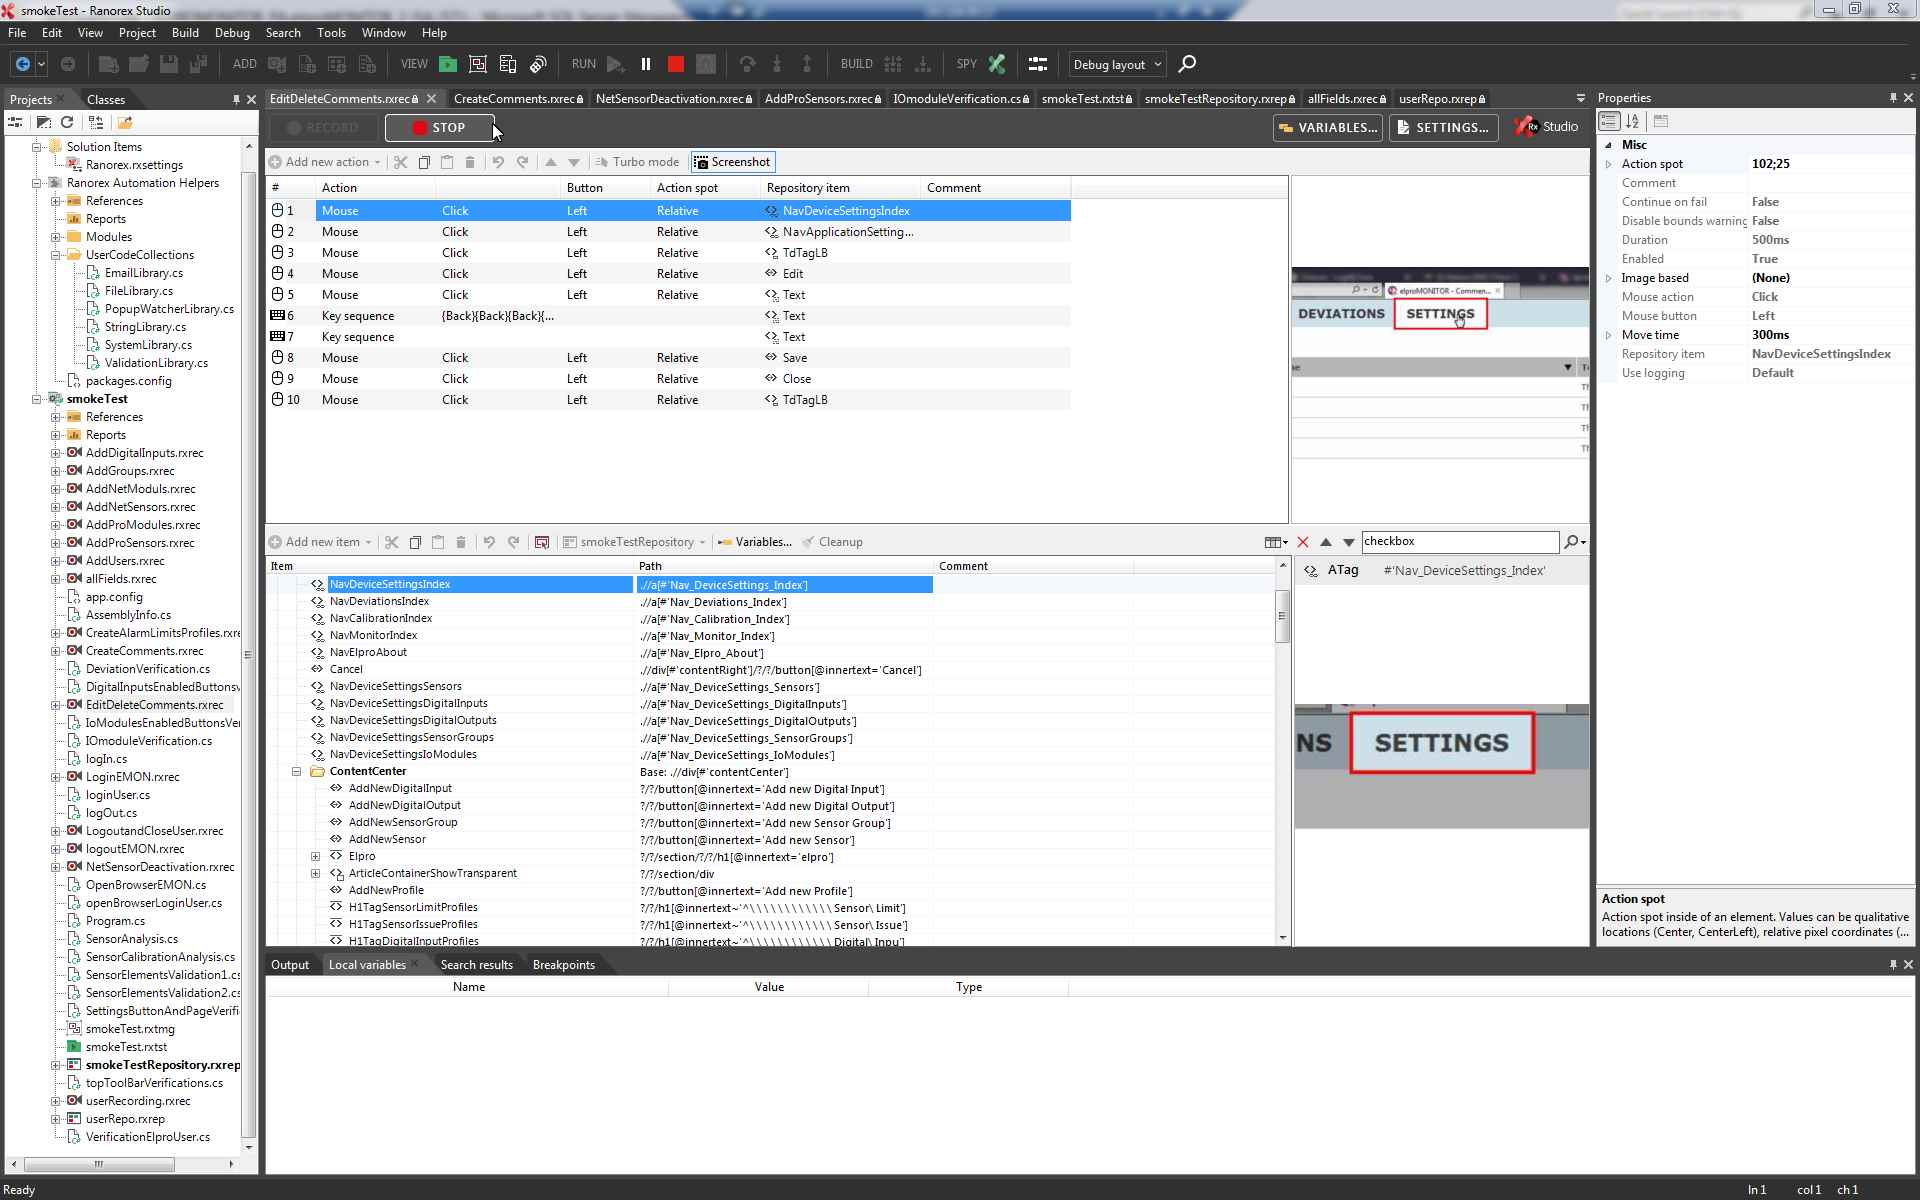 smokeTest - Ranorex Studio
File Edit View Project Build Debug Search Tools Window Help
ADD VIEW RUN BUILD SPY Debug layout
Projects Classes
EditDeleteComments.rxrec CreateComments.rxrec NetSensorDeactivation.rxrec AddProSensors.rxrec IOmoduleVerification.cs smokeTest.rxtst smokeTestRepository.rxrep allFields.rxrec userRepo.rxrep
Properties
RECORD STOP VARIABLES... SETTINGS... Rx Studio
Add new action Turbo mode Screenshot
# Action Button Action spot Repository item Comment
1 Mouse Click Left Relative NavDeviceSettingsIndex
2 Mouse Click Left Relative NavApplicationSetting...
3 Mouse Click Left Relative TdTagLB
4 Mouse Click Left Relative Edit
5 Mouse Click Left Relative Text
6 Key sequence {Back}{Back}{Back}{... Text
7 Key sequence Text
8 Mouse Click Left Relative Save
9 Mouse Click Left Relative Close
10 Mouse Click Left Relative TdTagLB
Solution Items
Ranorex.rxsettings
Ranorex Automation Helpers
References
Reports
Modules
UserCodeCollections
EmailLibrary.cs
FileLibrary.cs
PopupWatcherLibrary.cs
StringLibrary.cs
SystemLibrary.cs
ValidationLibrary.cs
packages.config
smokeTest
References
Reports
AddDigitalInputs.rxrec
AddGroups.rxrec
AddNetModuls.rxrec
AddNetSensors.rxrec
AddProModules.rxrec
AddProSensors.rxrec
AddUsers.rxrec
allFields.rxrec
app.config
AssemblyInfo.cs
CreateAlarmLimitsProfiles.rxre
CreateComments.rxrec
DeviationVerification.cs
DigitalInputsEnabledButtonsv
EditDeleteComments.rxrec
IoModulesEnabledButtonsVer
IOmoduleVerification.cs
logIn.cs
LoginEMON.rxrec
loginUser.cs
logOut.cs
LogoutandCloseUser.rxrec
logoutEMON.rxrec
NetSensorDeactivation.rxrec
OpenBrowserEMON.cs
openBrowserLoginUser.cs
Program.cs
SensorAnalysis.cs
SensorCalibrationAnalysis.cs
SensorElementsValidation1.cs
SensorElementsValidation2.cs
SettingsButtonAndPageVerifi
smokeTest.rxtmg
smokeTest.rxtst
smokeTestRepository.rxrep
topToolBarVerifications.cs
userRecording.rxrec
userRepo.rxrep
VerificationElproUser.cs
elproMONITOR - Commen...
DEVIATIONS SETTINGS
Misc
Action spot 102;25
Comment
Continue on fail False
Disable bounds warning False
Duration 500ms
Enabled True
Image based (None)
Mouse action Click
Mouse button Left
Move time 300ms
Repository item NavDeviceSettingsIndex
Use logging Default
Add new item smokeTestRepository Variables... Cleanup checkbox
Item Path Comment
NavDeviceSettingsIndex .//a[#'Nav_DeviceSettings_Index']
NavDeviationsIndex .//a[#'Nav_Deviations_Index']
NavCalibrationIndex .//a[#'Nav_Calibration_Index']
NavMonitorIndex .//a[#'Nav_Monitor_Index']
NavElproAbout .//a[#'Nav_Elpro_About']
Cancel .//div[#'contentRight']/?/?/button[@innertext='Cancel']
NavDeviceSettingsSensors .//a[#'Nav_DeviceSettings_Sensors']
NavDeviceSettingsDigitalInputs .//a[#'Nav_DeviceSettings_DigitalInputs']
NavDeviceSettingsDigitalOutputs .//a[#'Nav_DeviceSettings_DigitalOutputs']
NavDeviceSettingsSensorGroups .//a[#'Nav_DeviceSettings_SensorGroups']
NavDeviceSettingsIoModules .//a[#'Nav_DeviceSettings_IoModules']
ContentCenter Base: .//div[#'contentCenter']
AddNewDigitalInput ?/?/button[@innertext='Add new Digital Input']
AddNewDigitalOutput ?/?/button[@innertext='Add new Digital Output']
AddNewSensorGroup ?/?/button[@innertext='Add new Sensor Group']
AddNewSensor ?/?/button[@innertext='Add new Sensor']
Elpro ?/?/section/?/?/h1[@innertext='elpro']
ArticleContainerShowTransparent ?/?/section/div
AddNewProfile ?/?/button[@innertext='Add new Profile']
H1TagSensorLimitProfiles ?/?/h1[@innertext~'^\ \ \ \ \ \ \ \ \ \ \ \ Sensor\ Limit']
H1TagSensorIssueProfiles ?/?/h1[@innertext~'^\ \ \ \ \ \ \ \ \ \ \ \ Sensor\ Issue']
H1TagDigitalInputProfiles ?/?/h1[@innertext~'^\ \ \ \ \ \ \ \ \ \ \ \ Digital\ Inpu']
ATag #'Nav_DeviceSettings_Index'
NS SETTINGS
Action spot
Action spot inside of an element. Values can be qualitative
locations (Center, CenterLeft), relative pixel coordinates (...
Output Local variables Search results Breakpoints
Name Value Type
Ready ln 1 col 1 ch 1